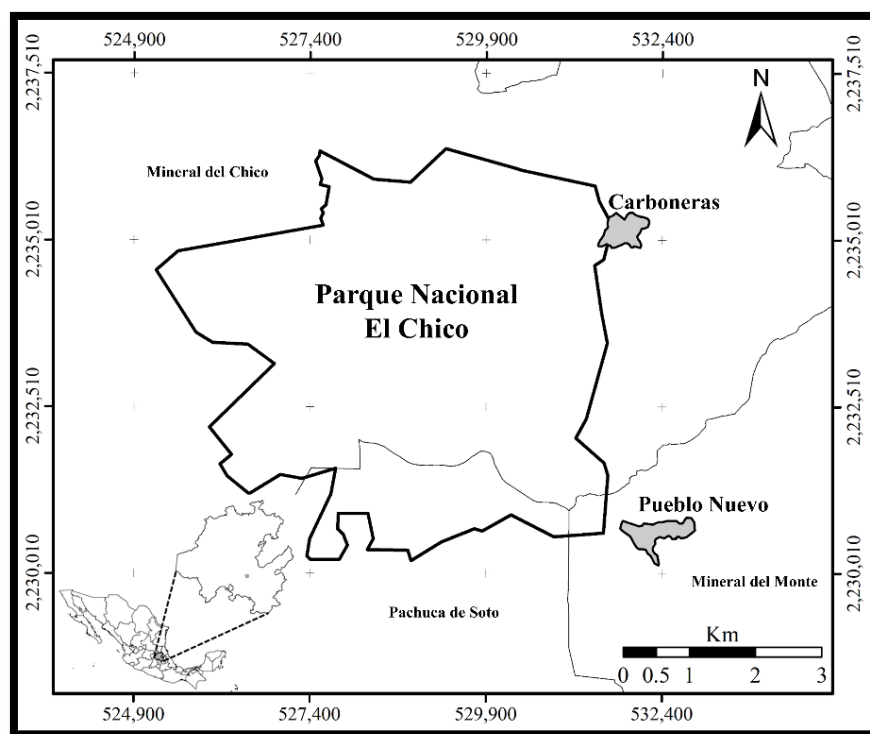 524,900 527,400 529,900 532,400
2,237,510
2,237,510
N
Mineral del Chico
Carboneras
2,235,010
2,235,010
Parque Nacional
El Chico
2,232,510
2,232,510
Pueblo Nuevo
2,230,010
2,230,010
Mineral del Monte
Pachuca de Soto
Km
0 0.5 1 2 3
524,900 527,400 529,900 532,400